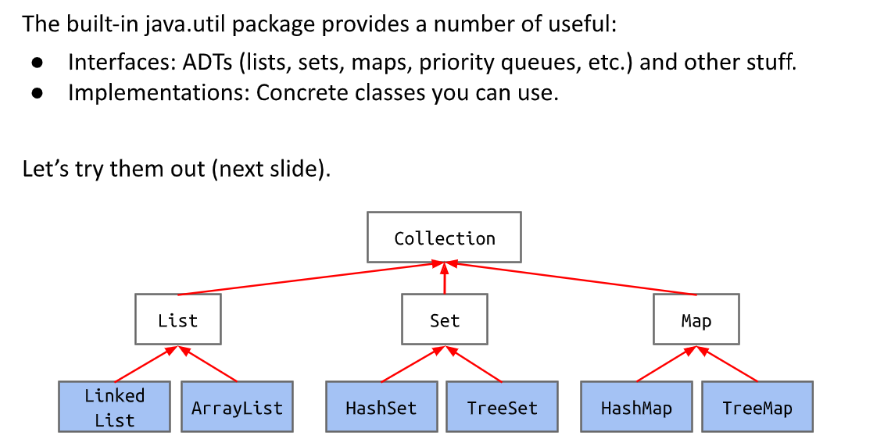 The built-in java.util package provides a number of useful:
● Interfaces: ADTs (lists, sets, maps, priority queues, etc.) and other stuff.
● Implementations: Concrete classes you can use.
Let’s try them out (next slide).
Collection
List
Set
Map
Linked
List
ArrayList
HashSet
TreeSet
HashMap
TreeMap